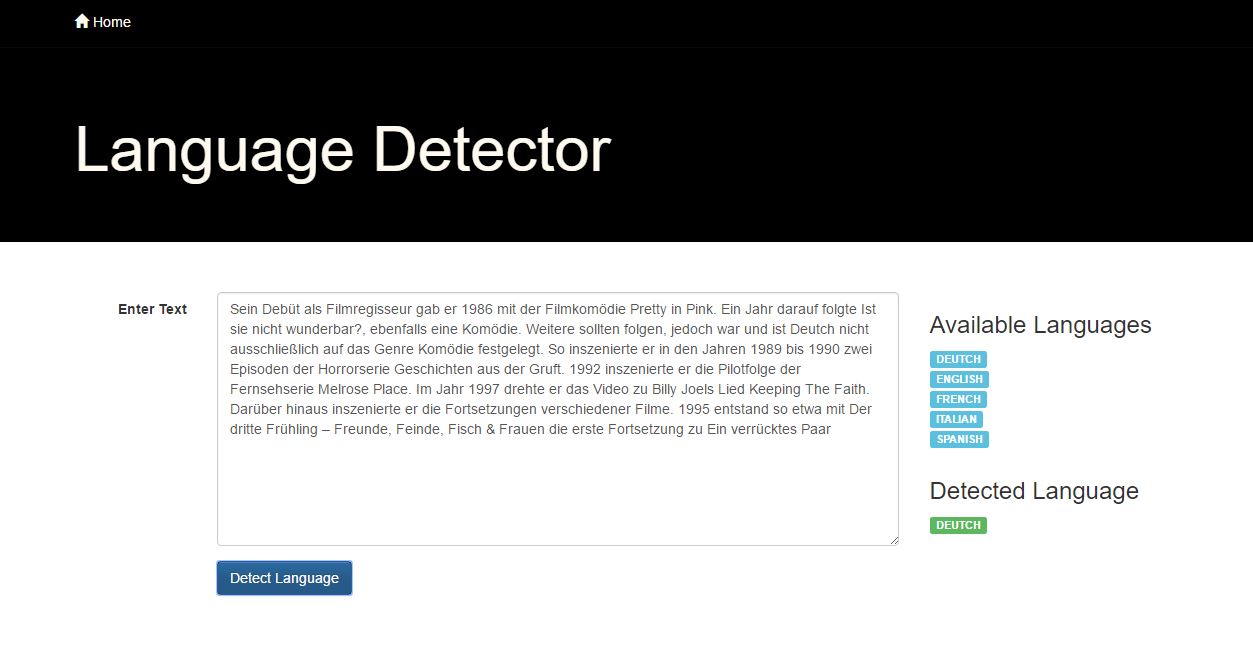 Home
Language Detector
Enter Text
Sein Debüt als Filmregisseur gab er 1986 mit der Filmkomödie Pretty in Pink. Ein Jahr darauf folgte Ist
sie nicht wunderbar?, ebenfalls eine Komödie. Weitere sollten folgen, jedoch war und ist Deutch nicht
ausschließlich auf das Genre Komödie festgelegt. So inszenierte er in den Jahren 1989 bis 1990 zwei
Episoden der Horrorserie Geschichten aus der Gruft. 1992 inszenierte er die Pilotfolge der
Fernsehserie Melrose Place. Im Jahr 1997 drehte er das Video zu Billy Joels Lied Keeping The Faith.
Darüber hinaus inszenierte er die Fortsetzungen verschiedener Filme. 1995 entstand so etwa mit Der
dritte Frühling – Freunde, Feinde, Fisch & Frauen die erste Fortsetzung zu Ein verrücktes Paar
Detect Language
Available Languages
DEUTCH
ENGLISH
FRENCH
ITALIAN
SPANISH
Detected Language
DEUTCH